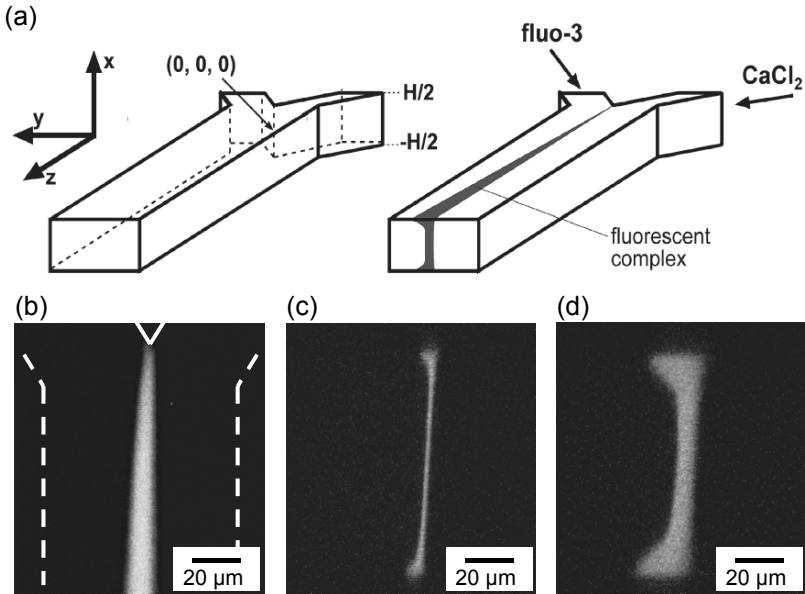 (a)
x
y
z
(0, 0, 0)
H/2
-H/2
fluo-3
CaCl₂
fluorescent
complex
(b)
(c)
(d)
20 µm
20 µm
20 µm